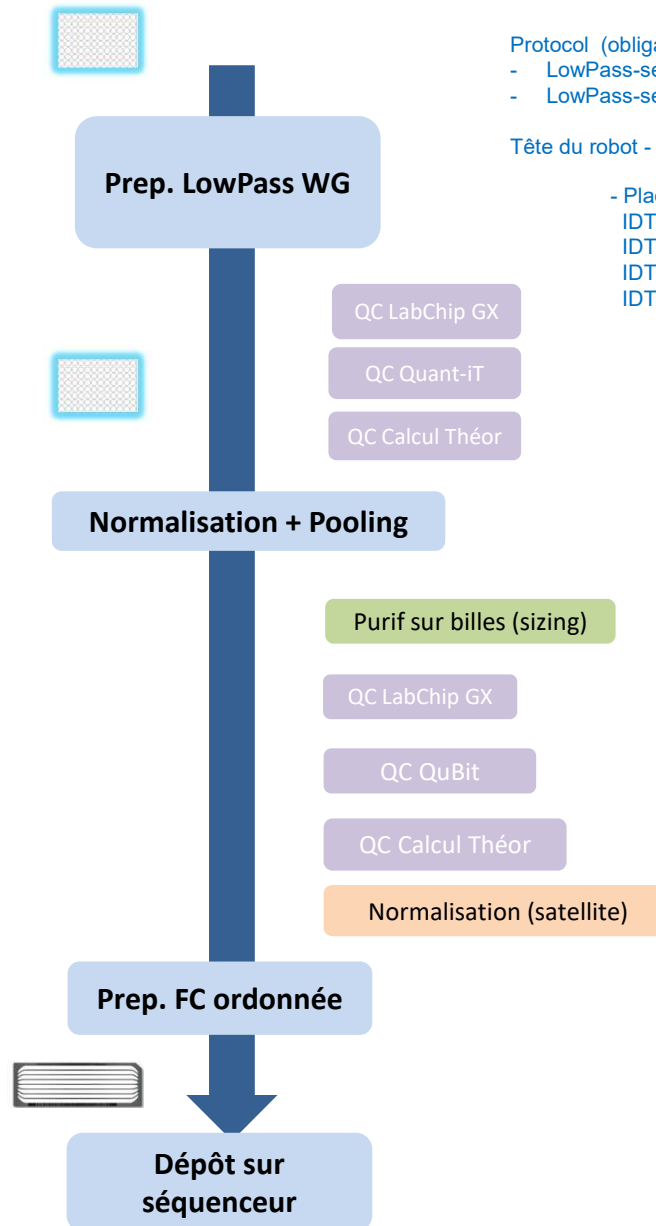 Protocol (obliga
- LowPass-se
- LowPass-se
Tête du robot -
Prep. LowPass WG
- Pla
IDT
IDT
IDT
IDT
QC LabChip GX
QC Quant-iT
QC Calcul Théor
Normalisation + Pooling
Purif sur billes (sizing)
QC LabChip GX
QC QuBit
QC Calcul Théor
Normalisation (satellite)
Prep. FC ordonnée
Dépôt sur
séquenceur